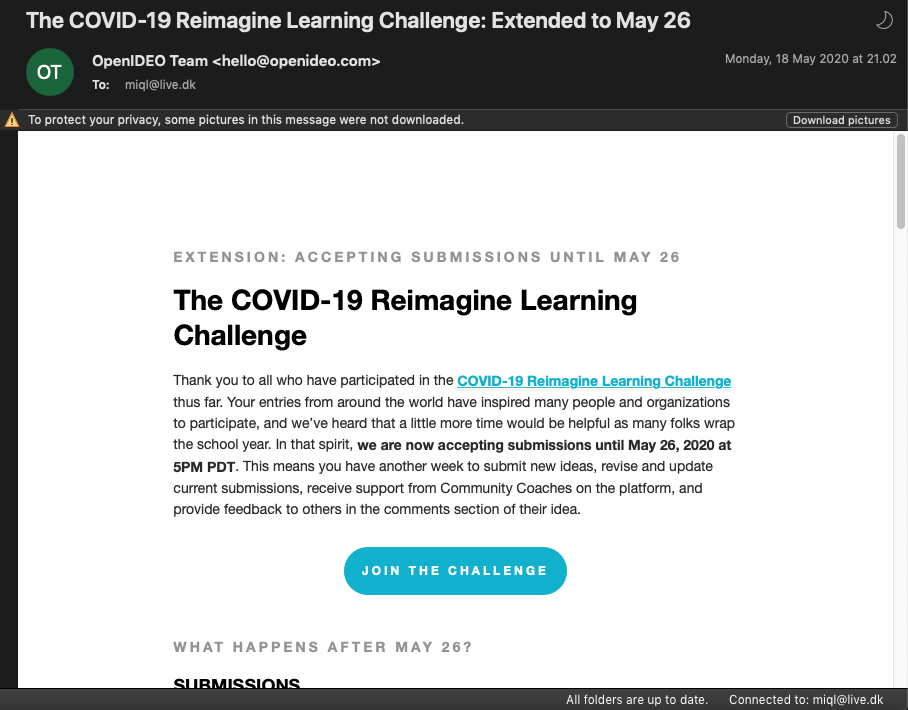 The COVID-19 Reimagine Learning Challenge: Extended to May 26
OT
OpenIDEO Team <hello@openideo.com>
Monday, 18 May 2020 at 21.02
To: miql@live.dk
To protect your privacy, some pictures in this message were not downloaded.
Download pictures
EXTENSION: ACCEPTING SUBMISSIONS UNTIL MAY 26
The COVID-19 Reimagine Learning
Challenge
Thank you to all who have participated in the COVID-19 Reimagine Learning Challenge
thus far. Your entries from around the world have inspired many people and organizations
to participate, and we've heard that a little more time would be helpful as many folks wrap
the school year. In that spirit, we are now accepting submissions until May 26, 2020 at
5PM PDT. This means you have another week to submit new ideas, revise and update
current submissions, receive support from Community Coaches on the platform, and
provide feedback to others in the comments section of their idea.
JOIN THE CHALLENGE
WHAT HAPPENS AFTER MAY 26?
SUBMISSIONS
All folders are up to date.
Connected to: miql@live.dk